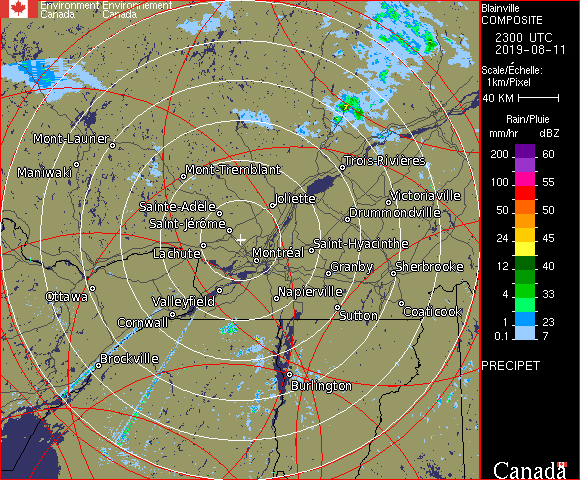 Environment Environnement
Canada Canada
Blainville
COMPOSITE
2300 UTC
2019-08-11
Scale/Échelle:
1km/Pixel
40 KM
Rain/Pluie
mm/hr dBZ
200 60
150 57
100 55
50 50
24 45
12 40
4 33
1 23
0.1 7
PRECIPET
Canada
Mont-Laurier
Maniwaki
Mont-Tremblant
Trois-Rivières
Sainte-Adèle
Joliette
Victoriaville
Saint-Jérôme
Drummondville
Lachute
Montréal
Saint-Hyacinthe
Granby
Sherbrooke
Ottawa
Valleyfield
Napierville
Cornwall
Sutton
Coaticook
Brockville
Burlington